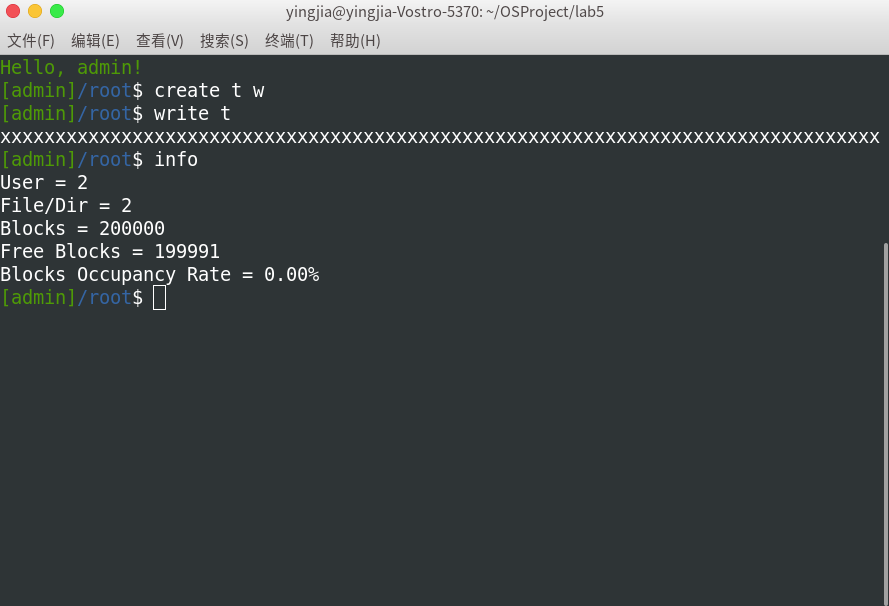 yingjia@yingjia-Vostro-5370: ~/OSProject/lab5
文件(F) 编辑(E) 查看(V) 搜索(S) 终端(T) 帮助(H)
Hello, admin!
[admin]/root$ create t w
[admin]/root$ write t
xxxxxxxxxxxxxxxxxxxxxxxxxxxxxxxxxxxxxxxxxxxxxxxxxxxxxxxxxxxxxxxxxxxxxxxxxxxxxxxx
[admin]/root$ info
User = 2
File/Dir = 2
Blocks = 200000
Free Blocks = 199991
Blocks Occupancy Rate = 0.00%
[admin]/root$